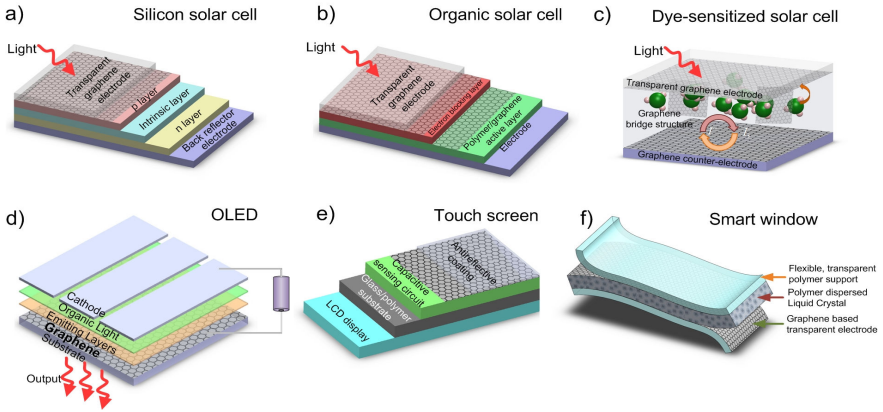 a) Silicon solar cell
Light
Transparent
graphene
electrode
p layer
Intrinsic layer
n layer
Back reflector
electrode
b) Organic solar cell
Light
Transparent
graphene
electrode
Electron blocking layer
Polymer/graphene
active layer
Electrode
c) Dye-sensitized solar cell
Light
Transparent graphene electrode
Graphene
bridge structure
Graphene counter-electrode
d) OLED
Cathode
Organic Light
Emitting Layers
Graphene
Substrate
Output
e) Touch screen
Antireflective
coating
Capacitive
sensing circuit
Glass/polymer
substrate
LCD display
f) Smart window
Flexible, transparent
polymer support
Polymer dispersed
Liquid Crystal
Graphene based
transparent electrode